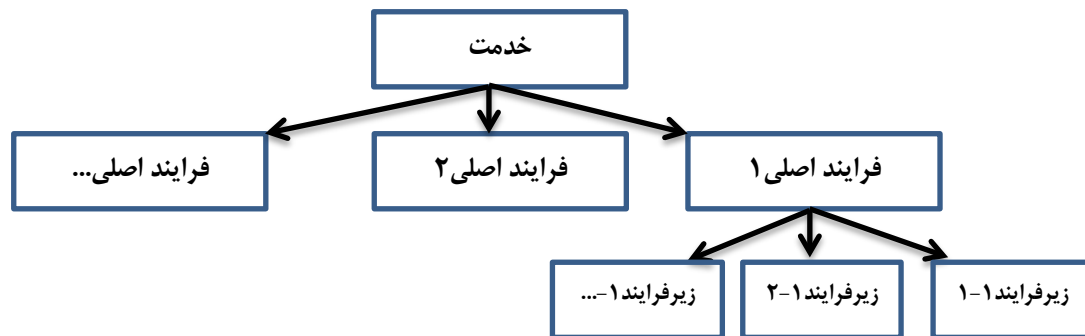 خدمت
فرایند اصلی۱
فرایند اصلی۲
فرایند اصلی...
زیرفرایند۱-۱
زیرفرایند۱-۲
زیرفرایند۱-...